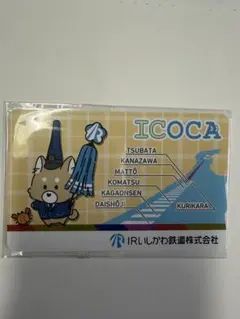 ICOCA
TSUBATA
KANAZAWA
MATTŌ
KOMATSU
KAGAONSEN
DAISHŌJI
KURIKARA
IRいしかわ鉄道株式会社